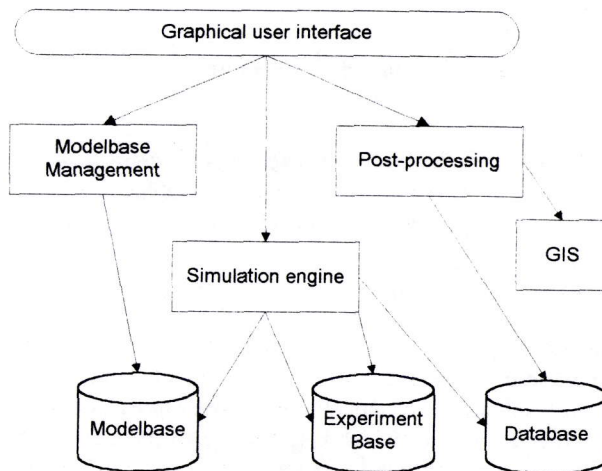 Graphical user interface
Modelbase
Management
Post-processing
GIS
Simulation engine
Modelbase
Experiment
Base
Database